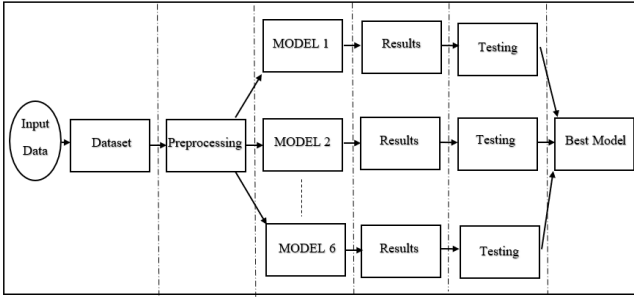 Input
Data
Dataset
Preprocessing
MODEL 1
Results
Testing
MODEL 2
Results
Testing
MODEL 6
Results
Testing
Best Model